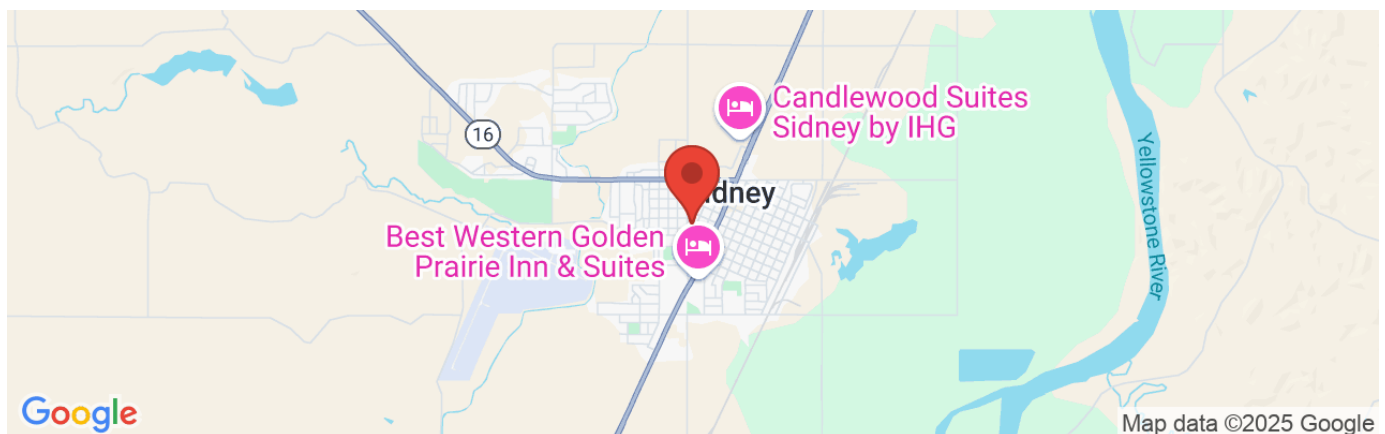 Candlewood Suites
Sidney by IHG
16
idney
Best Western Golden
Prairie Inn & Suites
Yellowstone River
Google
Map data ©2025 Google